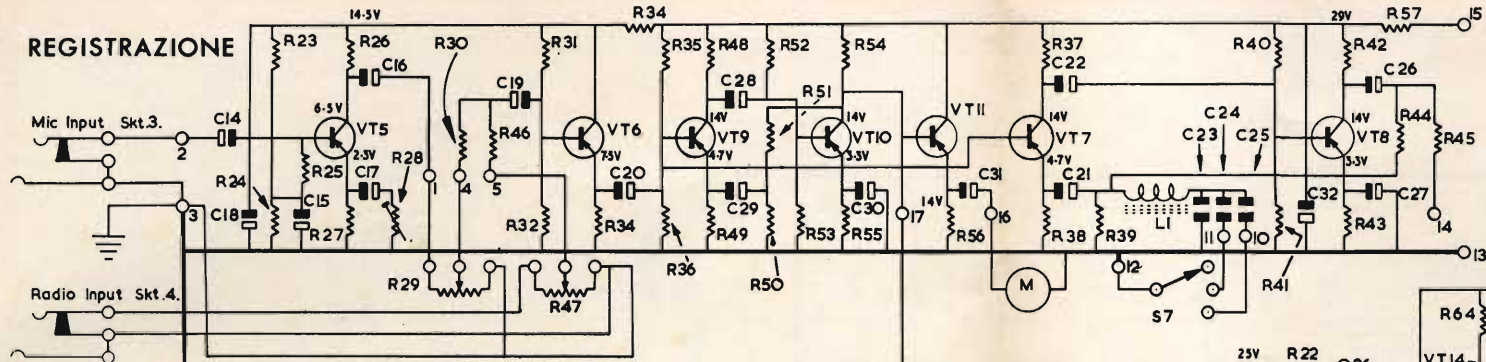 14·5V
29V
R57
15
REGISTRAZIONE
R23
R26
R30
R31
R34
R35
R48
R52
R54
R37
R40
R42
C16
C19
C28
R51
C22
C26
6·5V
Mic Input Skt.3.
2
C14
VT5
R46
VT6
14V
VT9
14V
VT10
VT11
14V
VT7
C24
C23
C25
14V
VT8
R44
R45
2·3V
7·5V
4·7V
3·3V
4·7V
3·3V
R24
R25
C17
R28
1
4
5
C20
C29
C30
C31
C21
C32
C27
3
C18
C15
R27
R32
R34
R36
R49
R50
R53
R55
17
14V
R56
16
R38
R39
L1
11
10
R41
R43
14
13
Radio Input Skt.4.
R29
R47
M
12
S7
R64
25V
R22
VT14